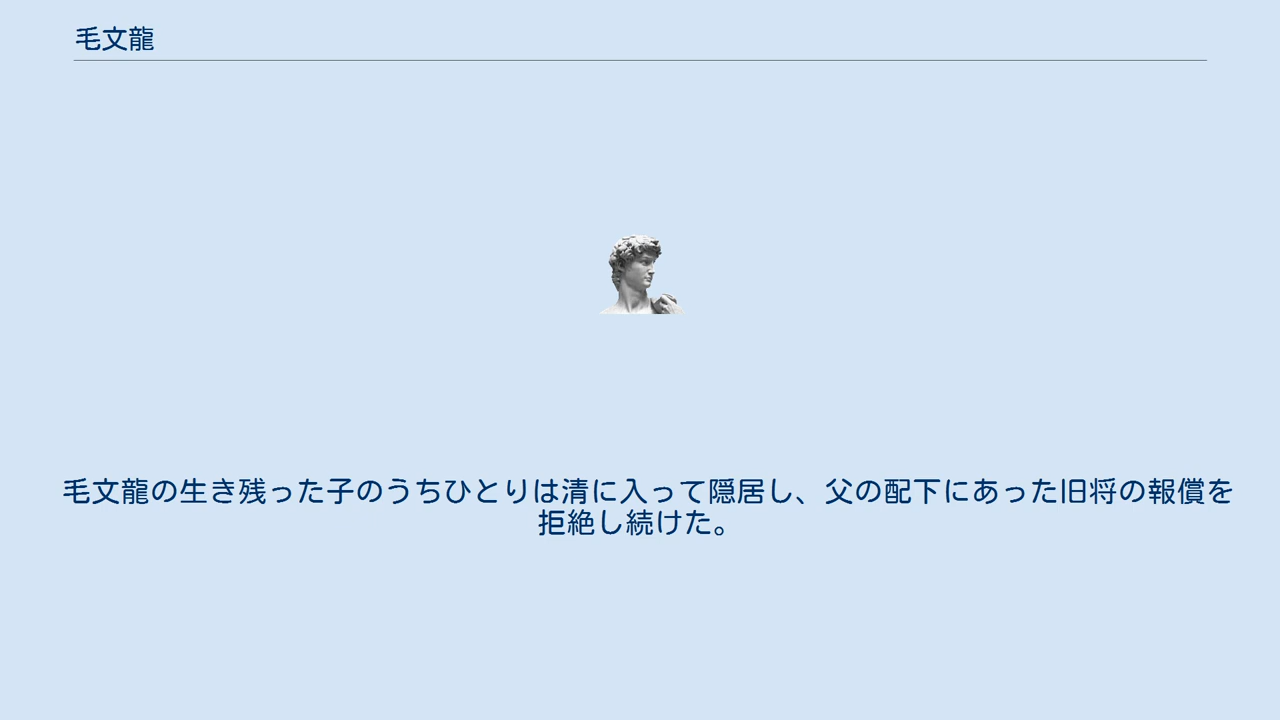 毛文龍
毛文龍の生き残った子のうちひとりは清に入って隠居し、父の配下にあった旧将の報償を
拒絶し続けた。